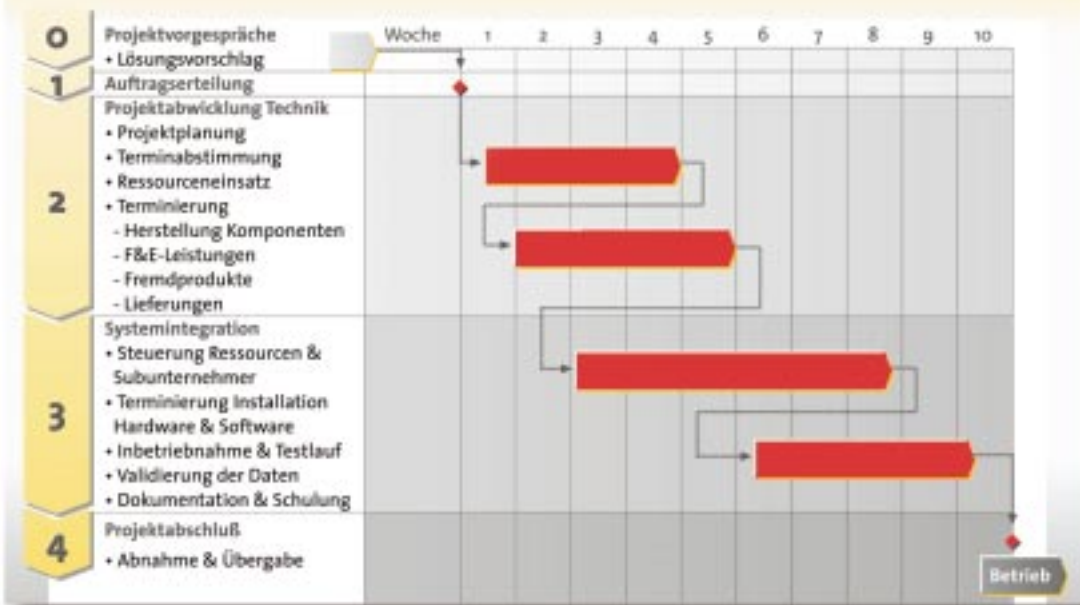 Woche 1 2 3 4 5 6 7 8 9 10
0
Projektvorgespräche
• Lösungsvorschlag
1
Auftragserteilung
2
Projektabwicklung Technik
• Projektplanung
• Terminabstimmung
• Ressourceneinsatz
• Terminierung
- Herstellung Komponenten
- F&E-Leistungen
- Fremdprodukte
- Lieferungen
3
Systemintegration
• Steuerung Ressourcen &
Subunternehmer
• Terminierung Installation
Hardware & Software
• Inbetriebnahme & Testlauf
• Validierung der Daten
• Dokumentation & Schulung
4
Projektabschluß
• Abnahme & Übergabe
Betrieb